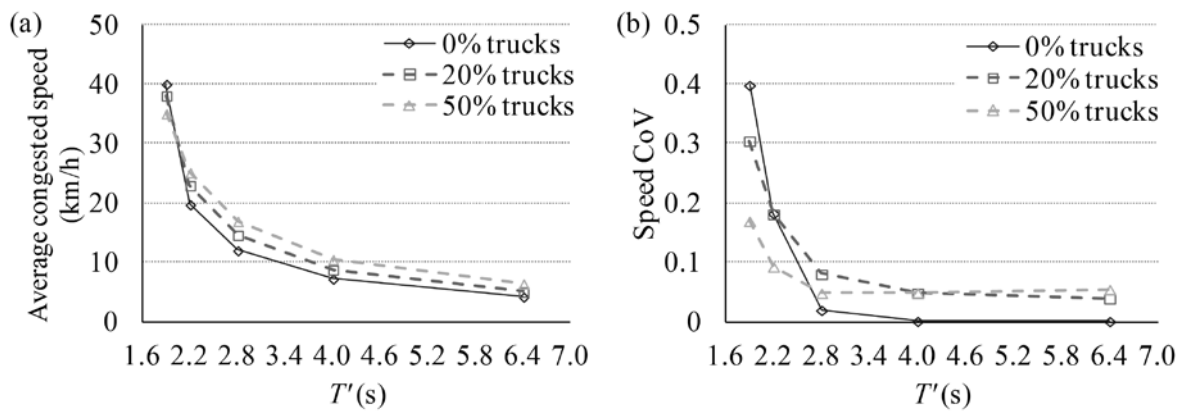 (a)
Average congested speed
(km/h)
50
40
30
20
10
0
0% trucks
20% trucks
50% trucks
1.6 2.2 2.8 3.4 4.0 4.6 5.2 5.8 6.4 7.0
T′(s)
(b)
Speed CoV
0.5
0.4
0.3
0.2
0.1
0
0% trucks
20% trucks
50% trucks
1.6 2.2 2.8 3.4 4.0 4.6 5.2 5.8 6.4 7.0
T′(s)